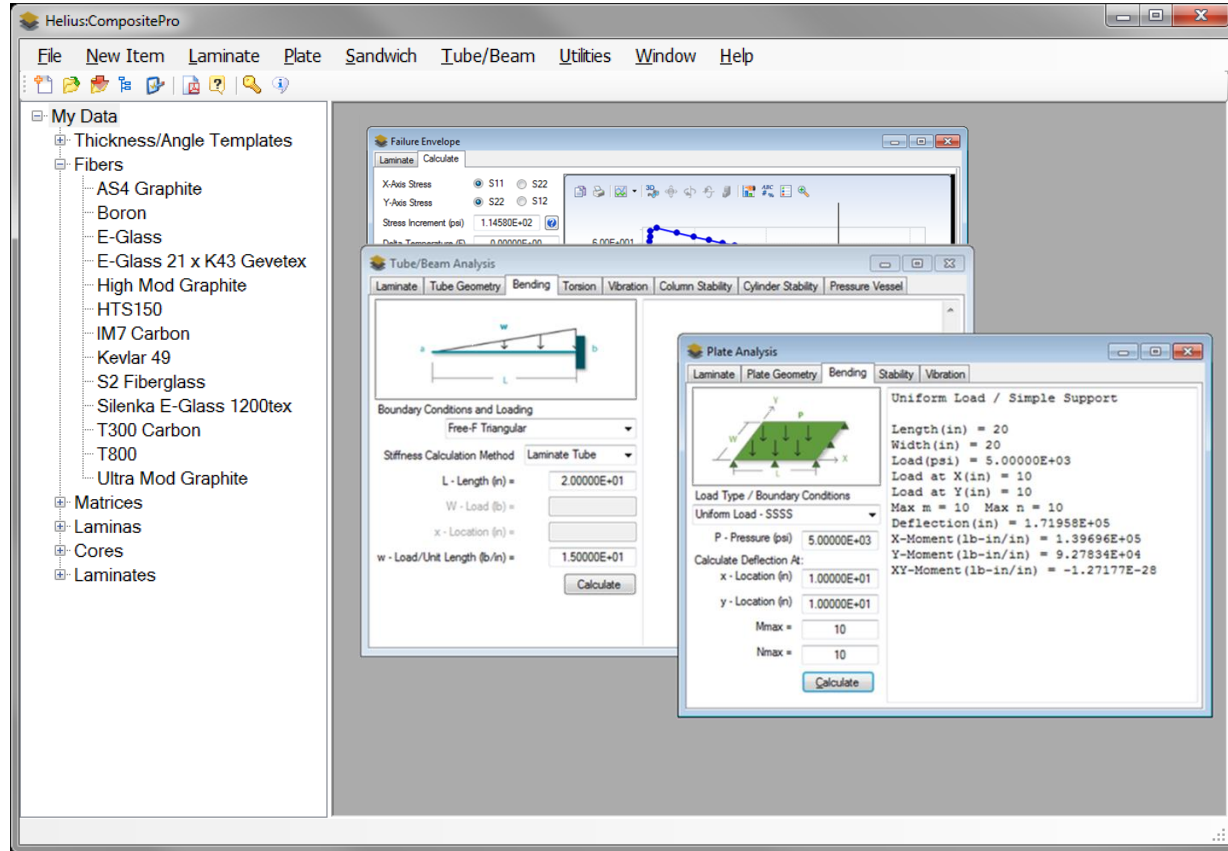 Helius:CompositePro
File New Item Laminate Plate Sandwich Tube/Beam Utilities Window Help
My Data
Thickness/Angle Templates
Fibers
AS4 Graphite
Boron
E-Glass
E-Glass 21 x K43 Gevetex
High Mod Graphite
HTS150
IM7 Carbon
Kevlar 49
S2 Fiberglass
Silenka E-Glass 1200tex
T300 Carbon
T800
Ultra Mod Graphite
Matrices
Laminas
Cores
Laminates
Failure Envelope
Laminate Calculate
X-Axis Stress S11 S22
Y-Axis Stress S22 S12
Stress Increment (psi) 1.14580E+02
Delta Temperature (F) 0.00000E+00
6.00E+001
Tube/Beam Analysis
Laminate Tube Geometry Bending Torsion Vibration Column Stability Cylinder Stability Pressure Vessel
w
a b
L
Boundary Conditions and Loading
Free-F Triangular
Stiffness Calculation Method Laminate Tube
L - Length (in) = 2.00000E+01
W - Load (lb) =
x - Location (in) =
w - Load/Unit Length (lb/in) = 1.50000E+01
Calculate
Plate Analysis
Laminate Plate Geometry Bending Stability Vibration
Y
P
W
X
L
Load Type / Boundary Conditions
Uniform Load - SSSS
P - Pressure (psi) 5.00000E+03
Calculate Deflection At:
x - Location (in) 1.00000E+01
y - Location (in) 1.00000E+01
Mmax = 10
Nmax = 10
Calculate
Uniform Load / Simple Support
Length(in) = 20
Width(in) = 20
Load(psi) = 5.00000E+03
Load at X(in) = 10
Load at Y(in) = 10
Max m = 10 Max n = 10
Deflection(in) = 1.71958E+05
X-Moment(lb-in/in) = 1.39696E+05
Y-Moment(lb-in/in) = 9.27834E+04
XY-Moment(lb-in/in) = -1.27177E-28